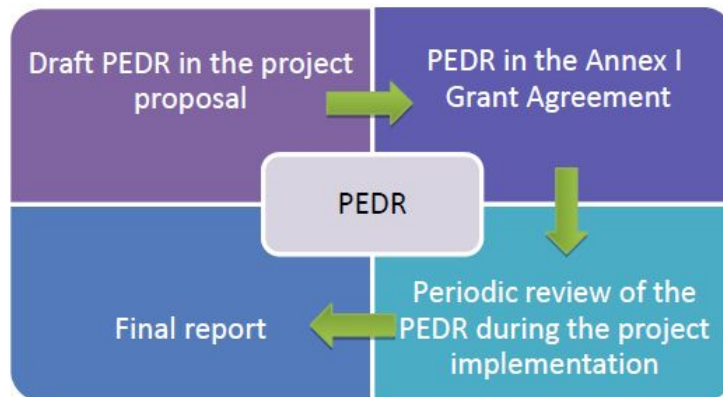 Draft PEDR in the project
proposal
PEDR in the Annex I
Grant Agreement
PEDR
Final report
Periodic review of the
PEDR during the project
implementation